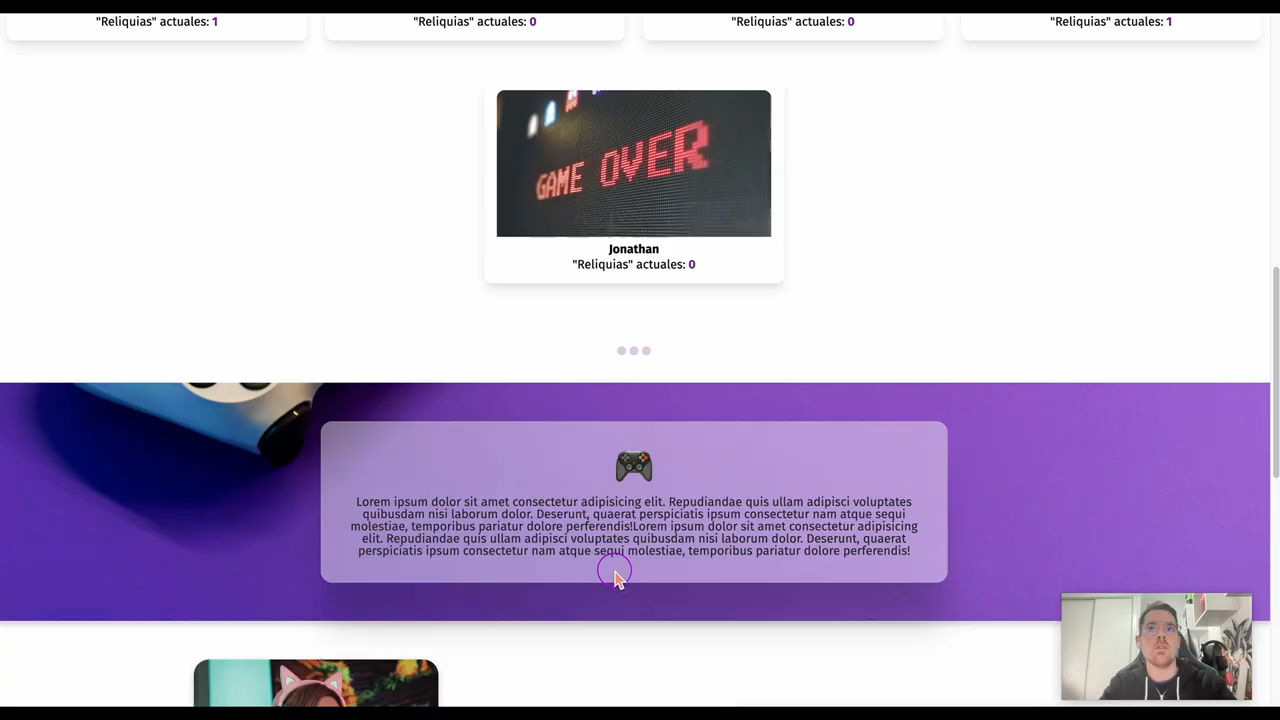 "Reliquias" actuales: 1
"Reliquias" actuales: 0
"Reliquias" actuales: 0
"Reliquias" actuales: 1
GAME OVER
Jonathan
"Reliquias" actuales: 0
Lorem ipsum dolor sit amet consectetur adipisicing elit. Repudiandae quis ullam adipisci voluptates
quibusdam nisi laborum dolor. Deserunt, quaerat perspiciatis ipsum consectetur nam atque sequi
molestiae, temporibus pariatur dolore perferendis!Lorem ipsum dolor sit amet consectetur adipisicing
elit. Repudiandae quis ullam adipisci voluptates quibusdam nisi laborum dolor. Deserunt, quaerat
perspiciatis ipsum consectetur nam atque sequi molestiae, temporibus pariatur dolore perferendis!